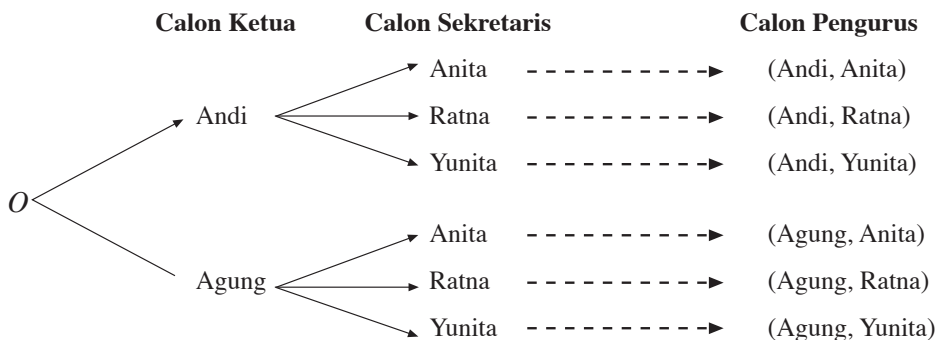 Calon Ketua Calon Sekretaris Calon Pengurus
Anita (Andi, Anita)
Andi Ratna (Andi, Ratna)
Yunita (Andi, Yunita)
O
Anita (Agung, Anita)
Agung Ratna (Agung, Ratna)
Yunita (Agung, Yunita)